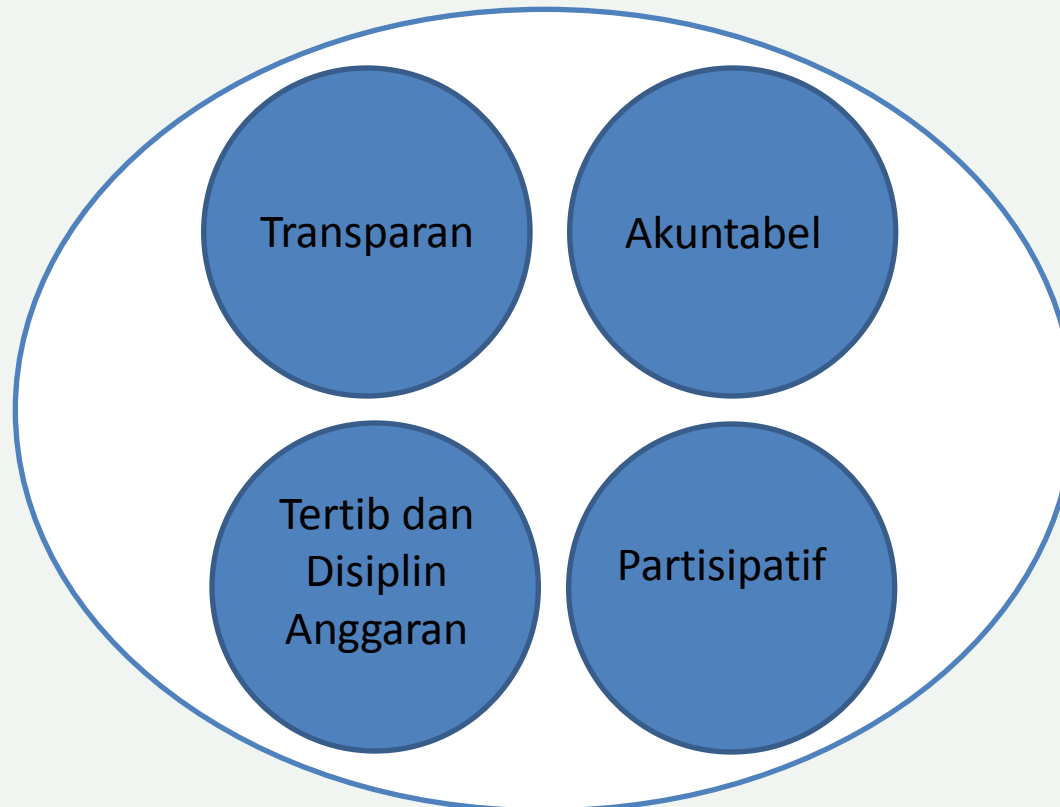 Transparan
Akuntabel
Tertib dan
Disiplin
Anggaran
Partisipatif